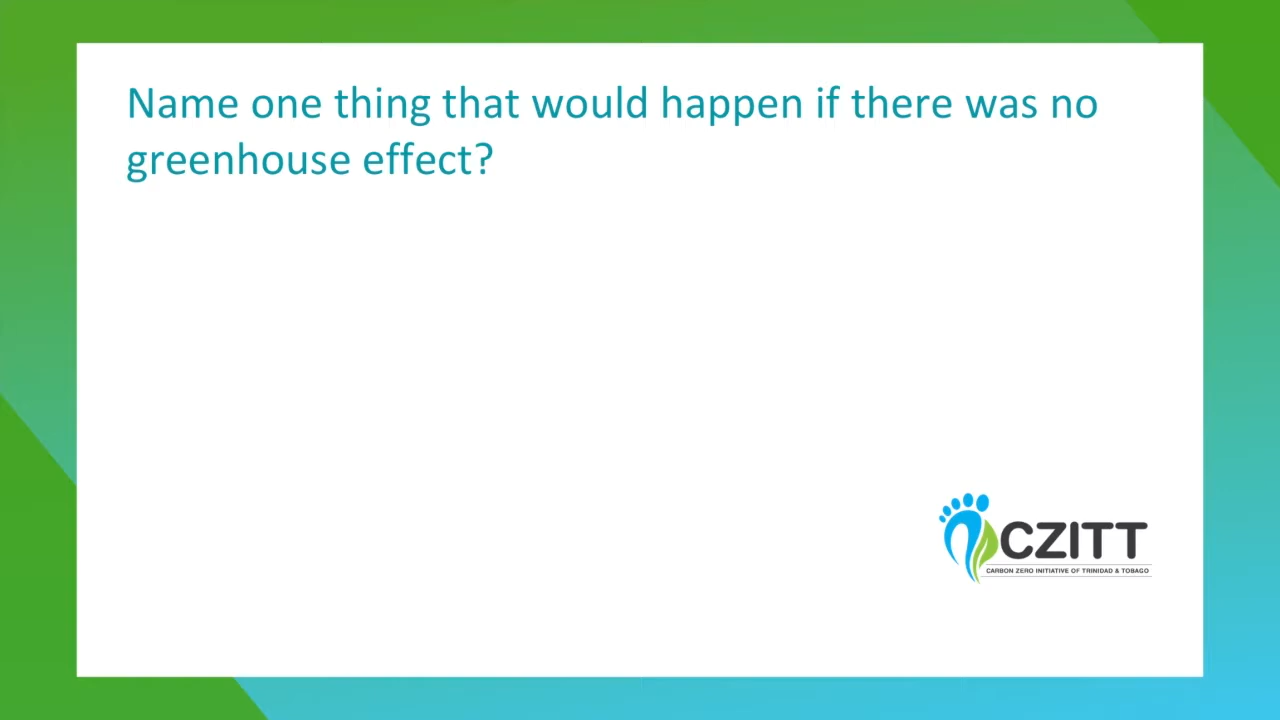 Name one thing that would happen if there was no
greenhouse effect?
CZITT
CARBON ZERO INITIATIVE OF TRINIDAD & TOBAGO